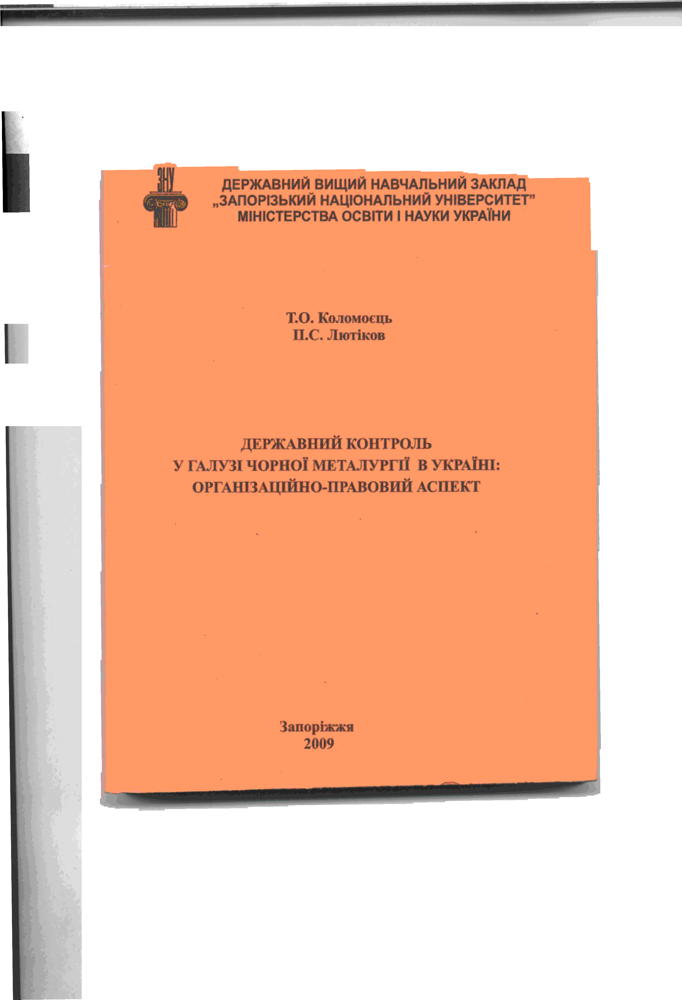 ЗНУ
ДЕРЖАВНИЙ ВИЩИЙ НАВЧАЛЬНИЙ ЗАКЛАД
„ЗАПОРІЗЬКИЙ НАЦІОНАЛЬНИЙ УНІВЕРСИТЕТ”
МІНІСТЕРСТВА ОСВІТИ І НАУКИ УКРАЇНИ
Т.О. Коломоєць
П.С. Лютіков
ДЕРЖАВНИЙ КОНТРОЛЬ
У ГАЛУЗІ ЧОРНОЇ МЕТАЛУРГІЇ В УКРАЇНІ:
ОРГАНІЗАЦІЙНО-ПРАВОВИЙ АСПЕКТ
Запоріжжя
2009